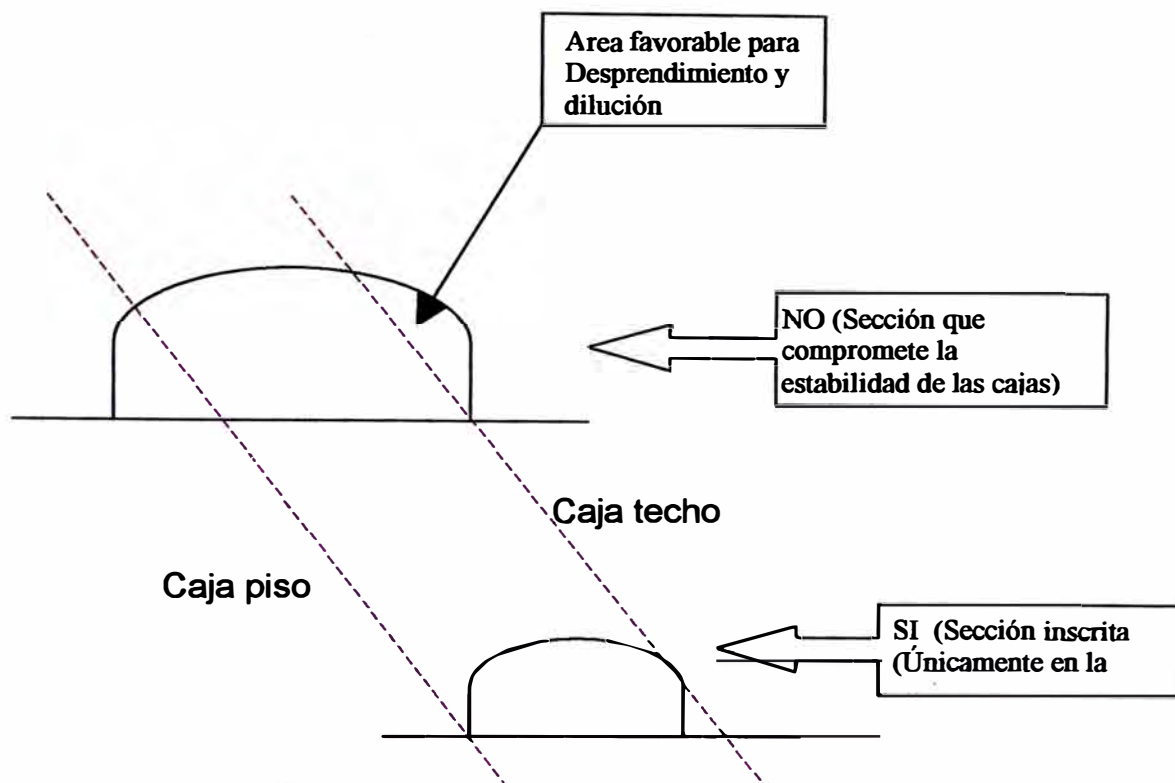 Area favorable para
Desprendimiento y
dilución
NO (Sección que
compromete la
estabilidad de las cajas)
Caja techo
Caja piso
SI (Sección inscrita
(Únicamente en la